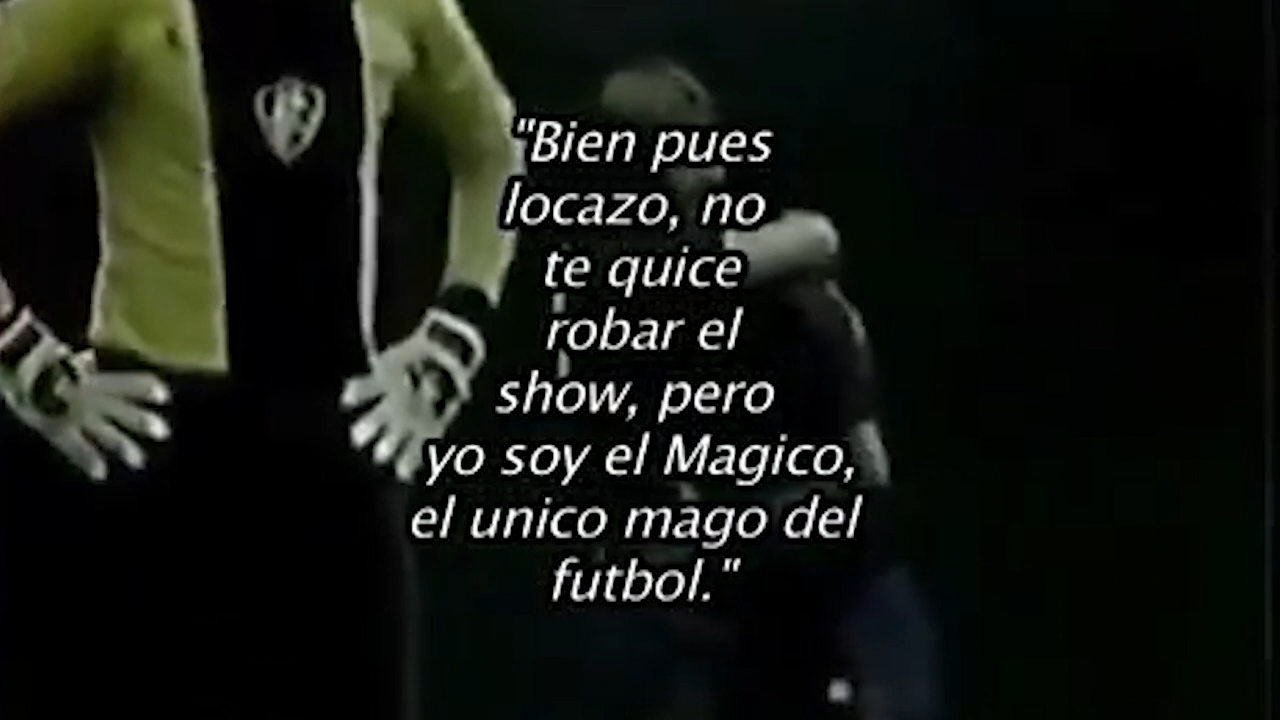 "Bien pues
locazo, no
te quice
robar el
show, pero
yo soy el Magico,
el unico mago del
futbol."